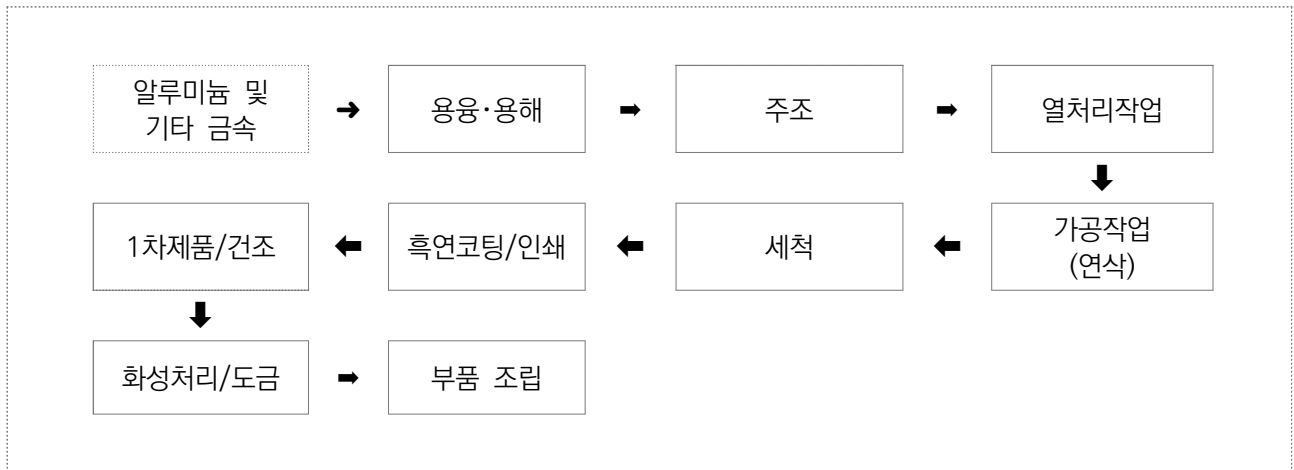 알루미늄 및
기타 금속
용융·용해
주조
열처리작업
가공작업
(연삭)
세척
흑연코팅/인쇄
1차제품/건조
화성처리/도금
부품 조립